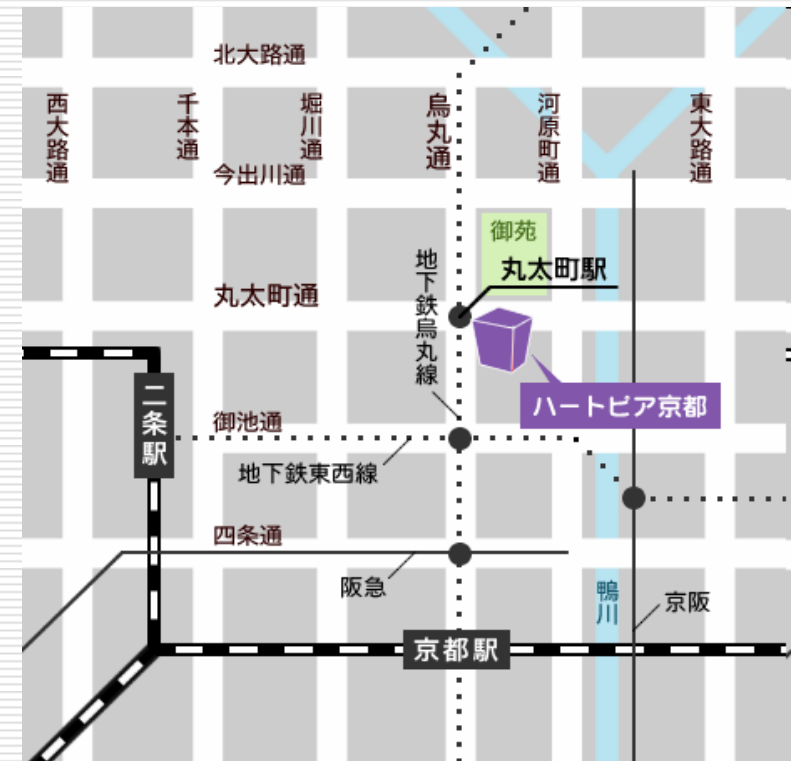 北大路通
西大路通
千本通
堀川通
烏丸通
河原町通
東大路通
今出川通
御苑
丸太町駅
地下鉄烏丸線
丸太町通
二条駅
ハートピア京都
御池通
地下鉄東西線
四条通
阪急
鴨川
京阪
京都駅